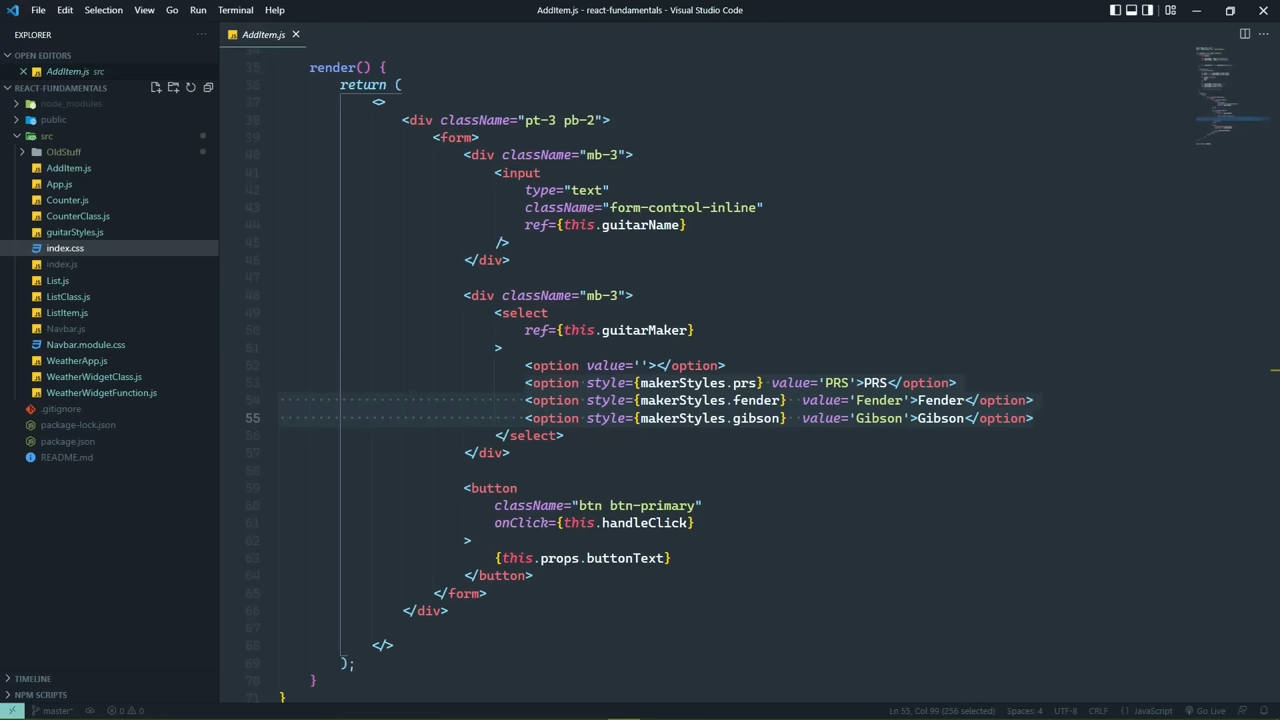 File Edit Selection View Go Run Terminal Help
AddItem.js - react-fundamentals - Visual Studio Code
EXPLORER
OPEN EDITORS
AddItem.js src
REACT-FUNDAMENTALS
node_modules
public
src
OldStuff
AddItem.js
App.js
Counter.js
CounterClass.js
guitarStyles.js
index.css
index.js
List.js
ListClass.js
ListItem.js
Navbar.js
Navbar.module.css
WeatherApp.js
WeatherWidgetClass.js
WeatherWidgetFunction.js
.gitignore
package-lock.json
package.json
README.md
TIMELINE
NPM SCRIPTS
AddItem.js
34
35 render() {
36 return (
37 <>
38 <div className="pt-3 pb-2">
39 <form>
40 <div className="mb-3">
41 <input
42 type="text"
43 className="form-control-inline"
44 ref={this.guitarName}
45 />
46 </div>
47
48 <div className="mb-3">
49 <select
50 ref={this.guitarMaker}
51 >
52 <option value=''></option>
53 <option style={makerStyles.prs} value='PRS'>PRS</option>
54 <option style={makerStyles.fender}  value='Fender'>Fender</option>
55 <option style={makerStyles.gibson}  value='Gibson'>Gibson</option>
56 </select>
57 </div>
58
59 <button
60 className="btn btn-primary"
61 onClick={this.handleClick}
62 >
63 {this.props.buttonText}
64 </button>
65 </form>
66 </div>
67
68 </>
69 );
70 }
71 }
master* 0 0 Ln 55, Col 99 (256 selected) Spaces: 4 UTF-8 CRLF {} JavaScript Go Live